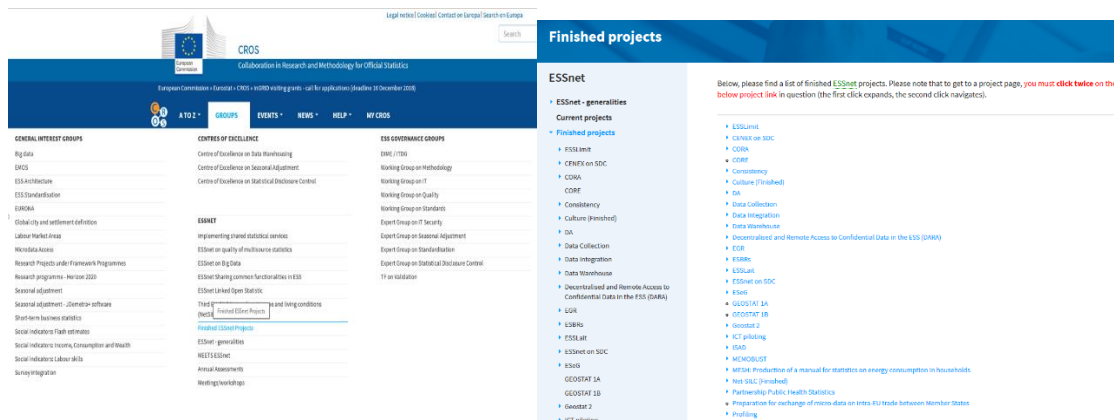 Legal notice | Cookies | Contact on Europa | Search on Europa
Search
European
Commission
CROS
Collaboration in Research and Methodology for Official Statistics
European Commission » Eurostat » CROS » InGRID visiting grants - call for applications (deadline 16 December 2018)
C R O S
A TO Z
GROUPS
EVENTS
NEWS
HELP
MY CROS
GENERAL INTEREST GROUPS
Big data
EMOS
ESS Architecture
ESS Standardisation
EURONA
Global city and settlement definition
Labour Market Areas
Microdata Access
Research Projects under Framework Programmes
Research programme - Horizon 2020
Seasonal adjustment
Seasonal adjustment - JDemetra+ software
Short-term business statistics
Social indicators: Flash estimates
Social indicators: Income, Consumption and Wealth
Social indicators: Labour skills
Survey integration
CENTRES OF EXCELLENCE
Centre of Excellence on Data Warehousing
Centre of Excellence on Seasonal Adjustment
Centre of Excellence on Statistical Disclosure Control
ESSNET
Implementing shared statistical services
ESSnet on quality of multisource statistics
ESSnet on Big Data
ESSnet Sharing common functionalities in ESS
ESSnet Linked Open Statistic
Third and living conditions
Finished ESSnet Projects
Finished ESSnet Projects
ESSnet - generalities
MEETS ESSnet
Annual Assessments
Meetings/workshops
ESS GOVERNANCE GROUPS
DIME / ITDG
Working Group on Methodology
Working Group on IT
Working Group on Quality
Working Group on Standards
Expert Group on IT Security
Expert Group on Seasonal Adjustment
Expert Group on Standardisation
Expert Group on Statistical Disclosure Control
TF on Validation
Finished projects
ESSnet
ESSnet - generalities
Current projects
Finished projects
ESSLimit
CENEX on SDC
CORA
CORE
Consistency
Culture (Finished)
DA
Data Collection
Data Integration
Data Warehouse
Decentralised and Remote Access to
Confidential Data in the ESS (DARA)
EGR
ESBRs
ESSLait
ESSnet on SDC
ESeG
GEOSTAT 1A
GEOSTAT 1B
Geostat 2
ICT piloting
Below, please find a list of finished ESSnet projects. Please note that to get to a project page, you must click twice on the
below project link in question (the first click expands, the second click navigates).
ESSLimit
CENEX on SDC
CORA
CORE
Consistency
Culture (Finished)
DA
Data Collection
Data Integration
Data Warehouse
Decentralised and Remote Access to Confidential Data in the ESS (DARA)
EGR
ESBRs
ESSLait
ESSnet on SDC
ESeG
GEOSTAT 1A
GEOSTAT 1B
Geostat 2
ICT piloting
ISAD
MEMOBUST
MESH: Production of a manual for statistics on energy consumption in households
Net-SILC (Finished)
Partnership Public Health Statistics
Preparation for exchange of micro-data on intra-EU trade between Member States
Profiling